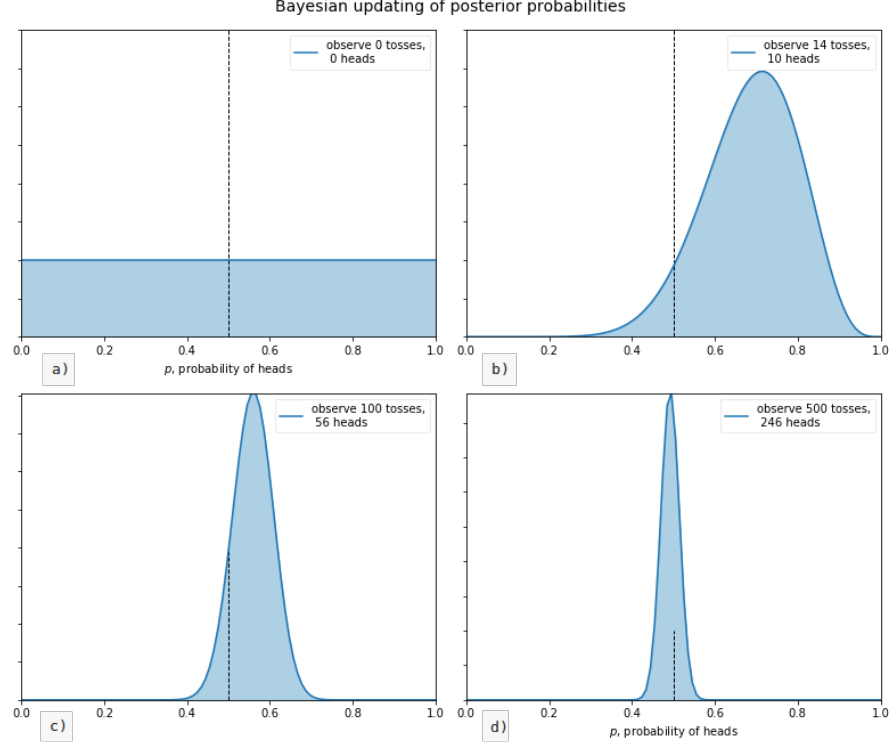 Bayesian updating of posterior probabilities
observe 0 tosses,
0 heads
0.0 0.2 0.4 0.6 0.8 1.0
a)
p, probability of heads
observe 14 tosses,
10 heads
0.0 0.2 0.4 0.6 0.8 1.0
b)
observe 100 tosses,
56 heads
0.0 0.2 0.4 0.6 0.8 1.0
c)
observe 500 tosses,
246 heads
0.0 0.2 0.4 0.6 0.8 1.0
d)
p, probability of heads